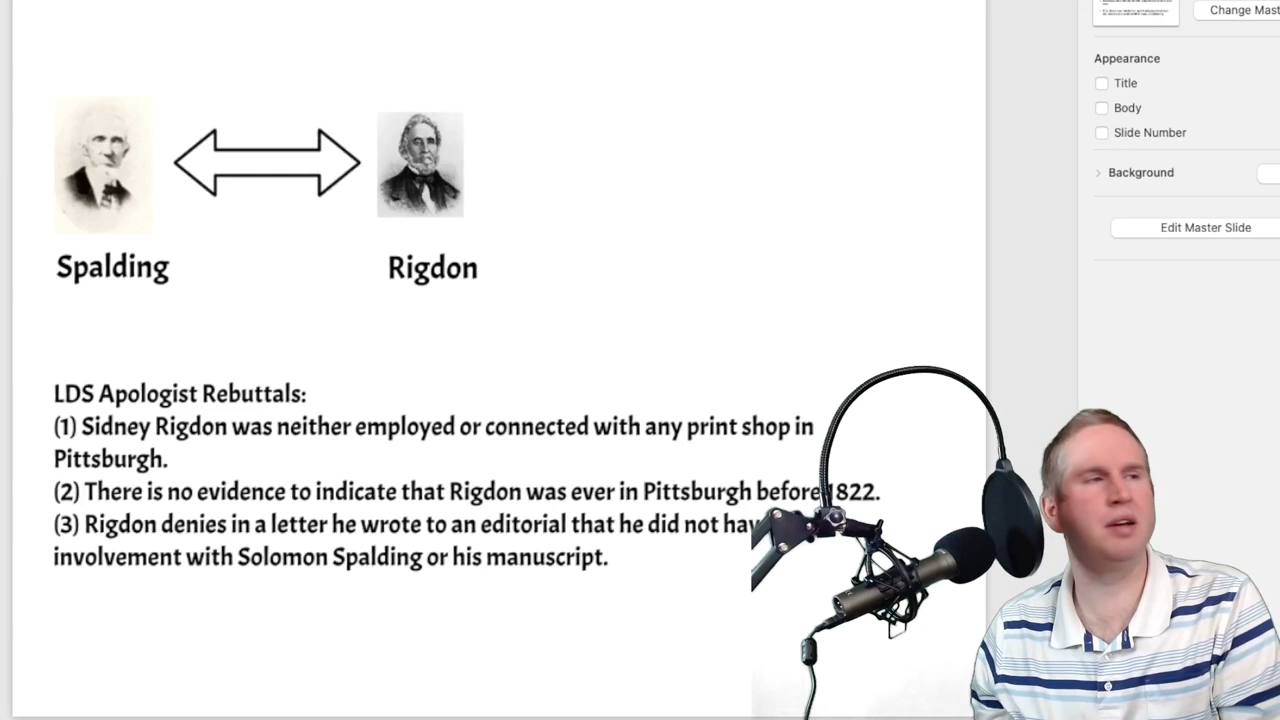 Change Mast
Appearance
Title
Body
Slide Number
Background
Edit Master Slide
Spalding
Rigdon
LDS Apologist Rebuttals:
(1) Sidney Rigdon was neither employed or connected with any print shop in
Pittsburgh.
(2) There is no evidence to indicate that Rigdon was ever in Pittsburgh before 1822.
(3) Rigdon denies in a letter he wrote to an editorial that he did not
involvement with Solomon Spalding or his manuscript.